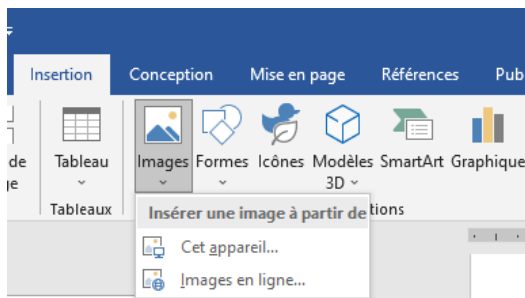 Insertion Conception Mise en page Références Pub
de Tableau Images Formes Icônes Modèles SmartArt Graphique
3D
Tableaux
Insérer une image à partir de
Cet appareil...
Images en ligne...